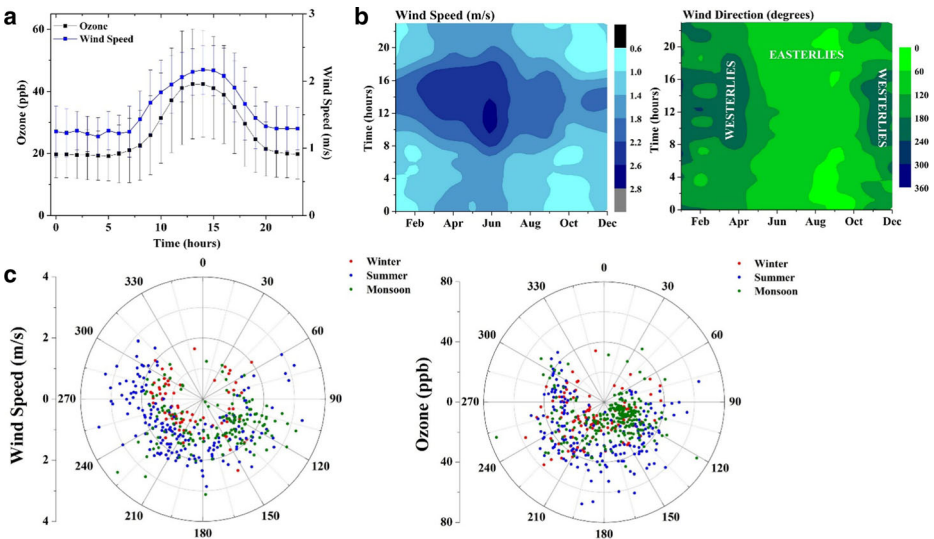 a
60
40
20
0
Ozone (ppb)
Ozone
Wind Speed
3
2
1
0
Wind Speed (m/s)
0 5 10 15 20
Time (hours)
b
Wind Speed (m/s)
20
16
12
8
4
0
Time (hours)
Feb Apr Jun Aug Oct Dec
0.6
1.0
1.4
1.9
2.3
2.8
Wind Direction (degrees)
20
16
12
8
4
0
Time (hours)
EASTERLIES
WESTERLIES
WESTERLIES
Feb Apr Jun Aug Oct Dec
0
60
120
180
240
300
360
c
Wind Speed (m/s)
4
2
0
2
4
0
30
60
90
120
150
180
210
240
270
300
330
Winter
Summer
Monsoon
Ozone (ppb)
80
40
0
40
80
0
30
60
90
120
150
180
210
240
270
300
330
Winter
Summer
Monsoon